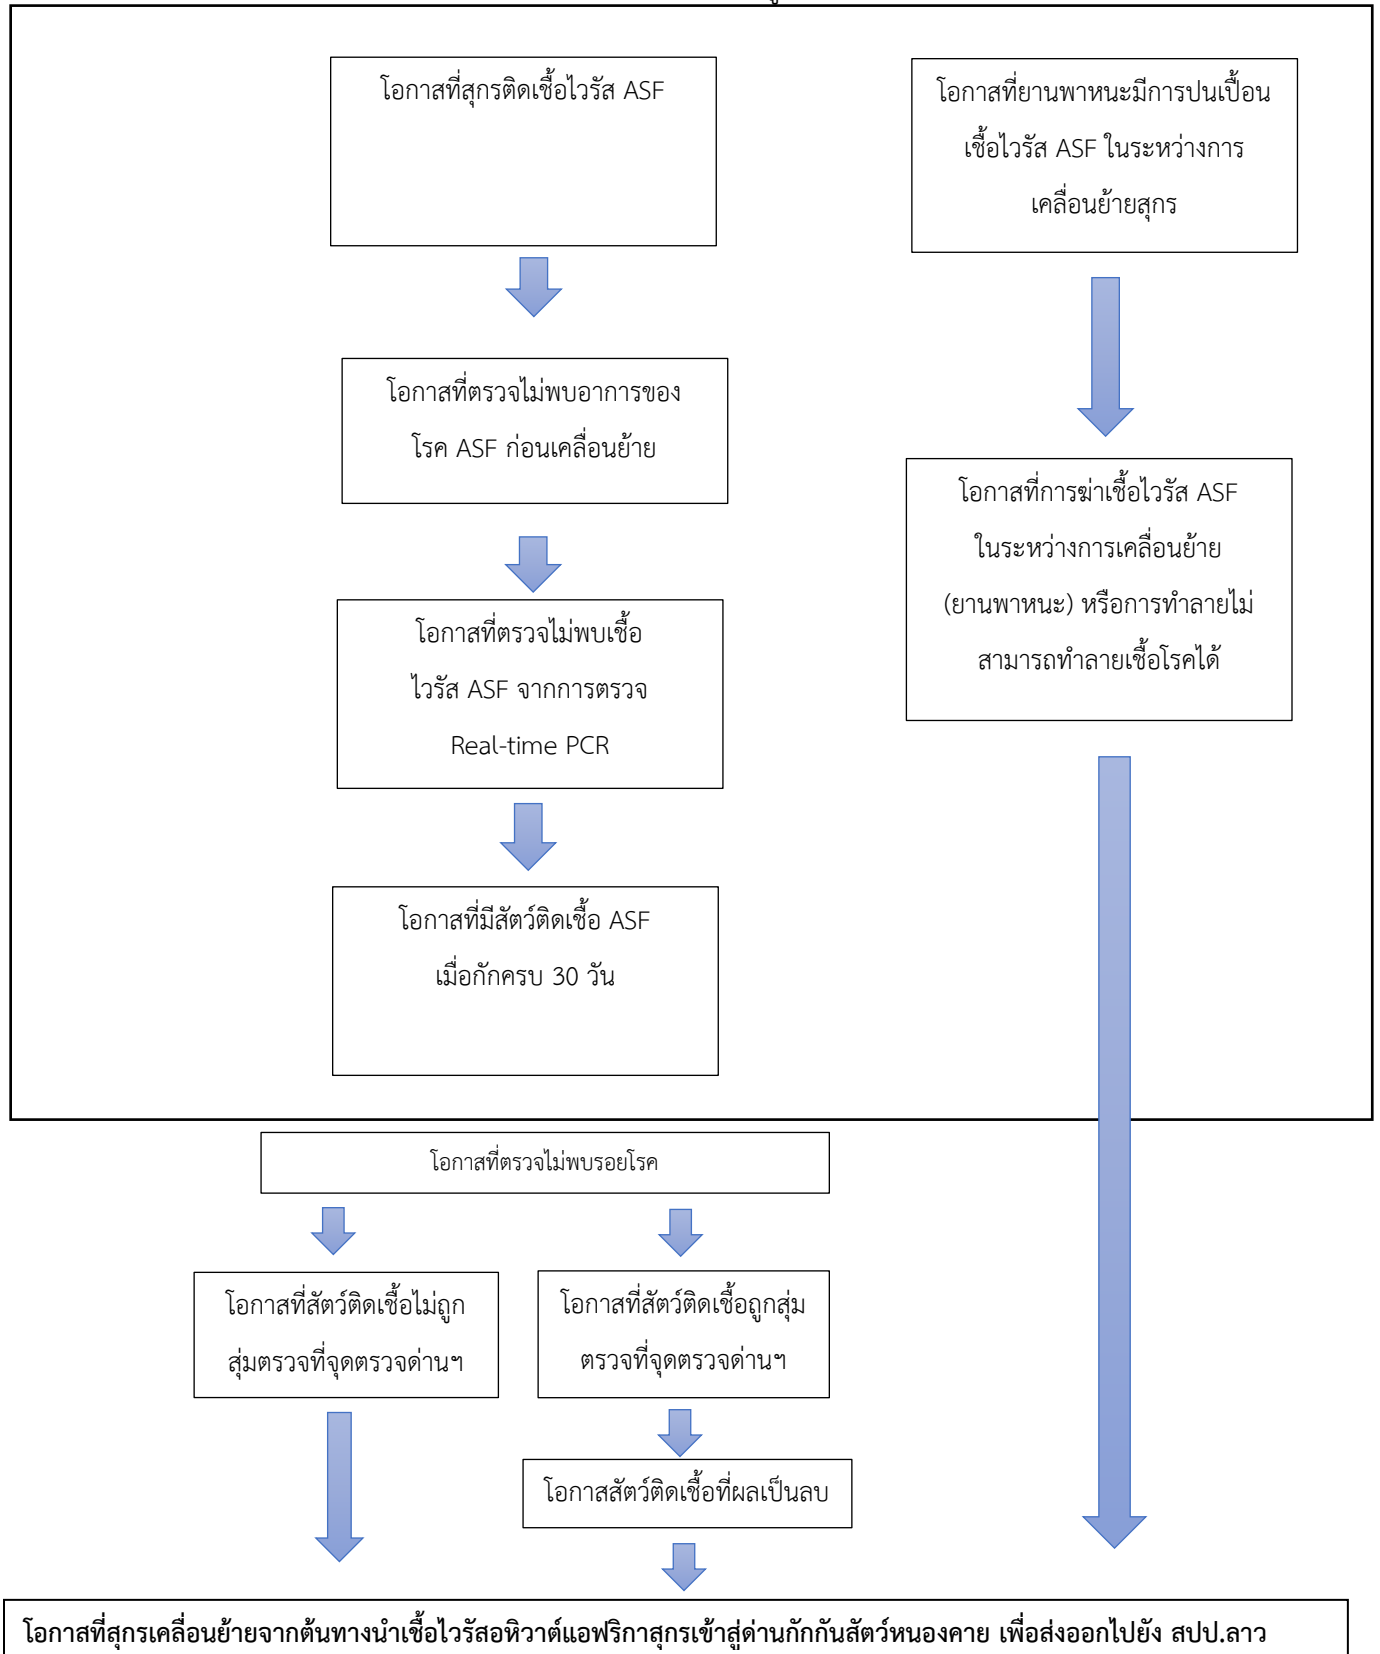 โอกาสที่สุกรติดเชื้อไวรัส ASF
โอกาสที่ตรวจไม่พบอาการของ
โรค ASF ก่อนเคลื่อนย้าย
โอกาสที่ตรวจไม่พบเชื้อ
ไวรัส ASF จากการตรวจ
Real-time PCR
โอกาสที่มีสัตว์ติดเชื้อ ASF
เมื่อกักครบ 30 วัน
โอกาสที่ยานพาหนะมีการปนเปื้อน
เชื้อไวรัส ASF ในระหว่างการ
เคลื่อนย้ายสุกร
โอกาสที่การฆ่าเชื้อไวรัส ASF
ในระหว่างการเคลื่อนย้าย
(ยานพาหนะ) หรือการทำลายไม่
สามารถทำลายเชื้อโรคได้
โอกาสที่ตรวจไม่พบรอยโรค
โอกาสที่สัตว์ติดเชื้อไม่ถูก
สุ่มตรวจที่จุดตรวจด่านฯ
โอกาสที่สัตว์ติดเชื้อถูกสุ่ม
ตรวจที่จุดตรวจด่านฯ
โอกาสสัตว์ติดเชื้อที่ผลเป็นลบ
โอกาสที่สุกรเคลื่อนย้ายจากต้นทางนำเชื้อไวรัสอหิวาต์แอฟริกาสุกรเข้าสู่ด่านกักกันสัตว์หนองคาย เพื่อส่งออกไปยัง สปป.ลาว